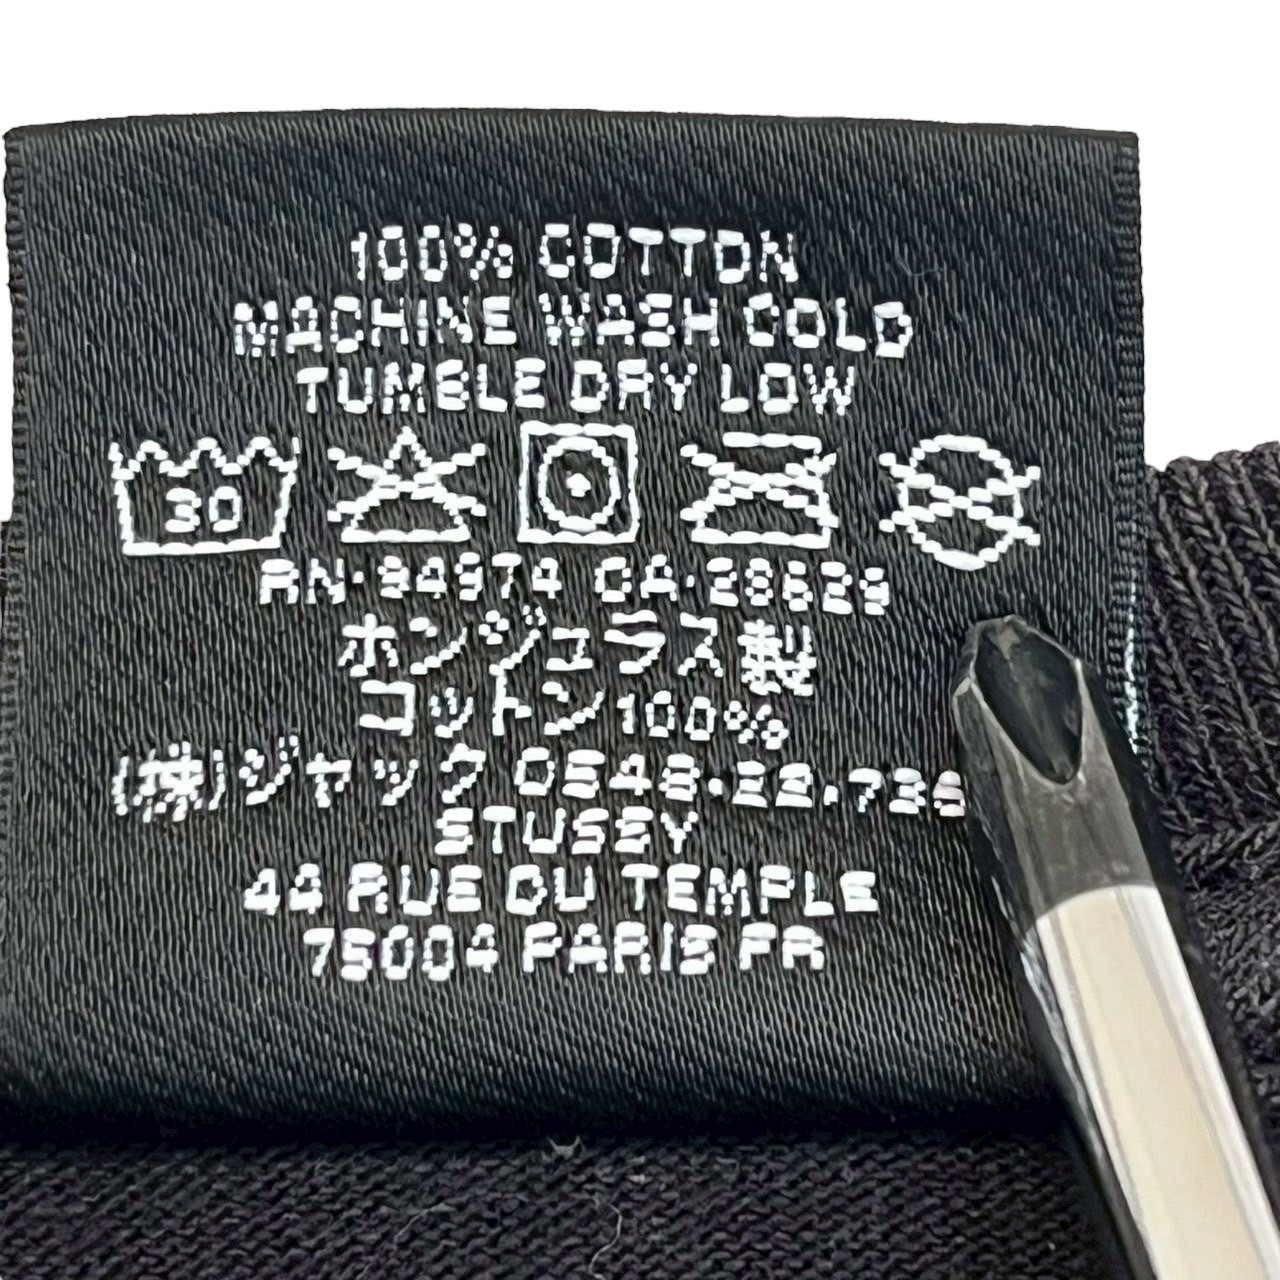 100% COTTON
MACHINE WASH COLD
TUMBLE DRY LOW
30
RN·94974 CA·28629
ホンジュラス製
コットン100%
(株)ジャック 0548·22·736
STUSSY
44 RUE DU TEMPLE
75004 PARIS FR